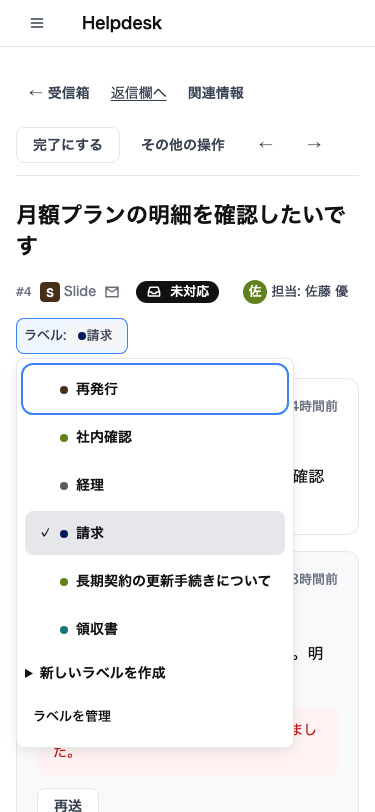 Helpdesk
← 受信箱 返信欄へ 関連情報
完了にする その他の操作 ← →
月額プランの明細を確認したいで
す
#4 S Slide 未対応 佐 担当: 佐藤 優
ラベル: 請求
再発行
4時間前
社内確認
確認
経理
✓ 請求
長期契約の更新手続きについて
3時間前
領収書
。明
▶ 新しいラベルを作成
ラベルを管理
まし
た。
再送